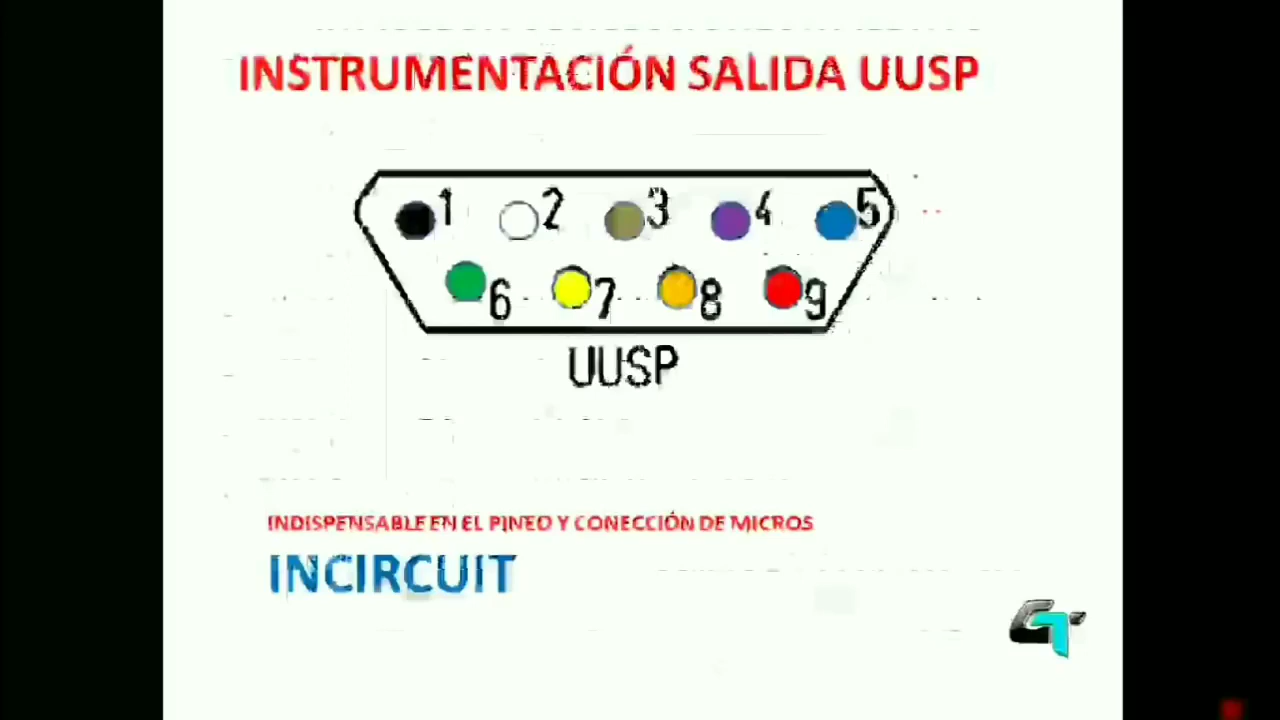 INSTRUMENTACIÓN SALIDA UUSP
1 2 3 4 5
6 7 8 9
UUSP
INDISPENSABLE EN EL PINEO Y CONECCIÓN DE MICROS
INCIRCUIT
GT